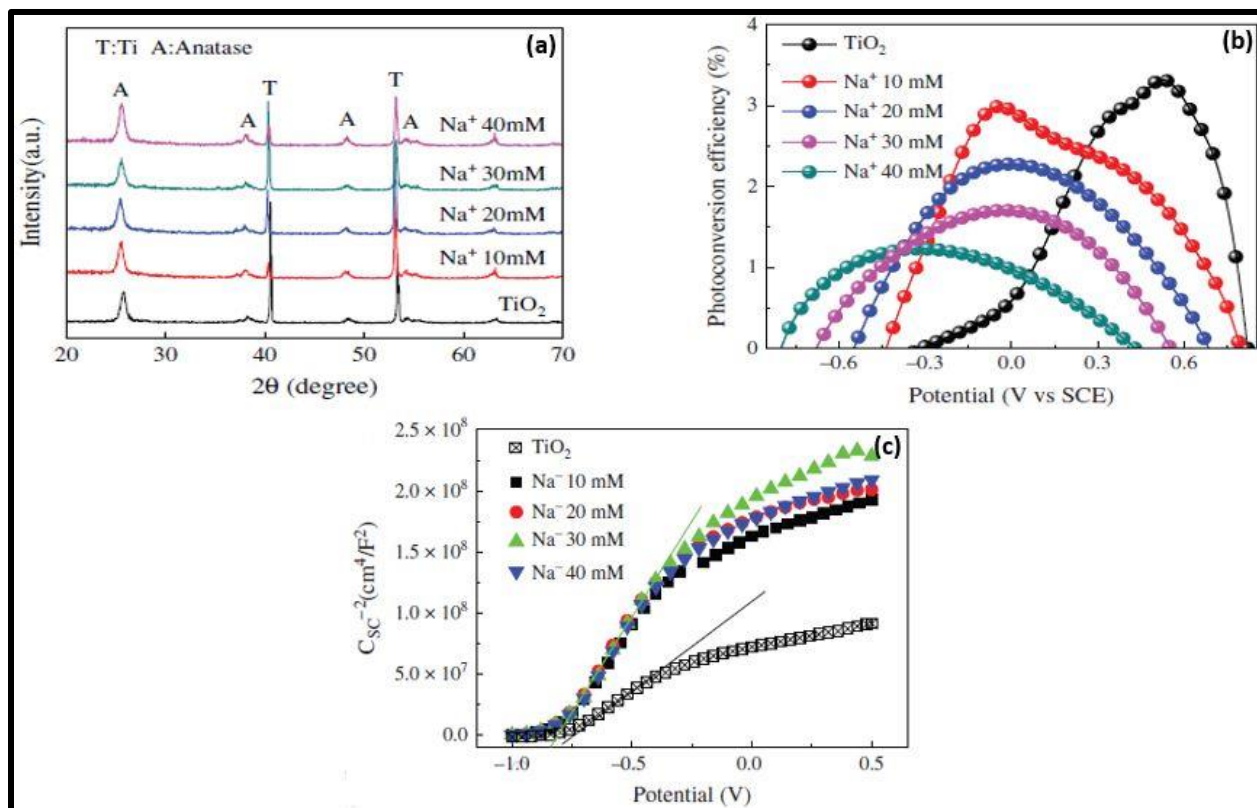 T:Ti A:Anatase
(a)
A
T
T
A
A
A
Na⁺ 40mM
Na⁺ 30mM
Na⁺ 20mM
Na⁺ 10mM
TiO₂
Intensity(a.u.)
20 30 40 50 60 70
2θ (degree)
(b)
TiO₂
Na⁺ 10 mM
Na⁺ 20 mM
Na⁺ 30 mM
Na⁺ 40 mM
Photoconversion efficiency (%)
4
3
2
1
0
−0.6 −0.3 0.0 0.3 0.6
Potential (V vs SCE)
(c)
TiO₂
Na⁻ 10 mM
Na⁻ 20 mM
Na⁻ 30 mM
Na⁻ 40 mM
C_SC⁻²(cm⁴/F²)
2.5 × 10⁸
2.0 × 10⁸
1.5 × 10⁸
1.0 × 10⁸
5.0 × 10⁷
0.0
−1.0 −0.5 0.0 0.5
Potential (V)